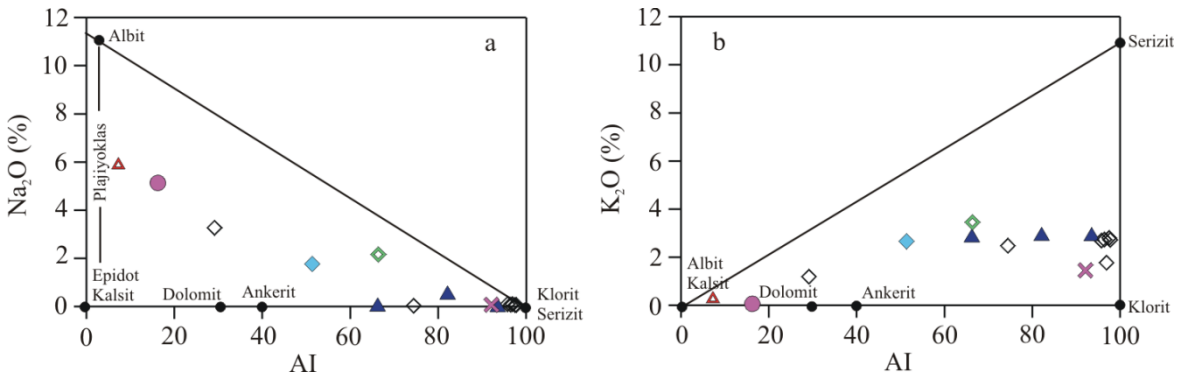 12
10
8
6
4
2
0
Na₂O (%)
a
Albit
Plajiyoklas
Epidot
Kalsit
Dolomit
Ankerit
Klorit
Serizit
0
20
40
60
80
100
AI
12
10
8
6
4
2
0
K₂O (%)
b
Serizit
Albit
Kalsit
Dolomit
Ankerit
Klorit
0
20
40
60
80
100
AI